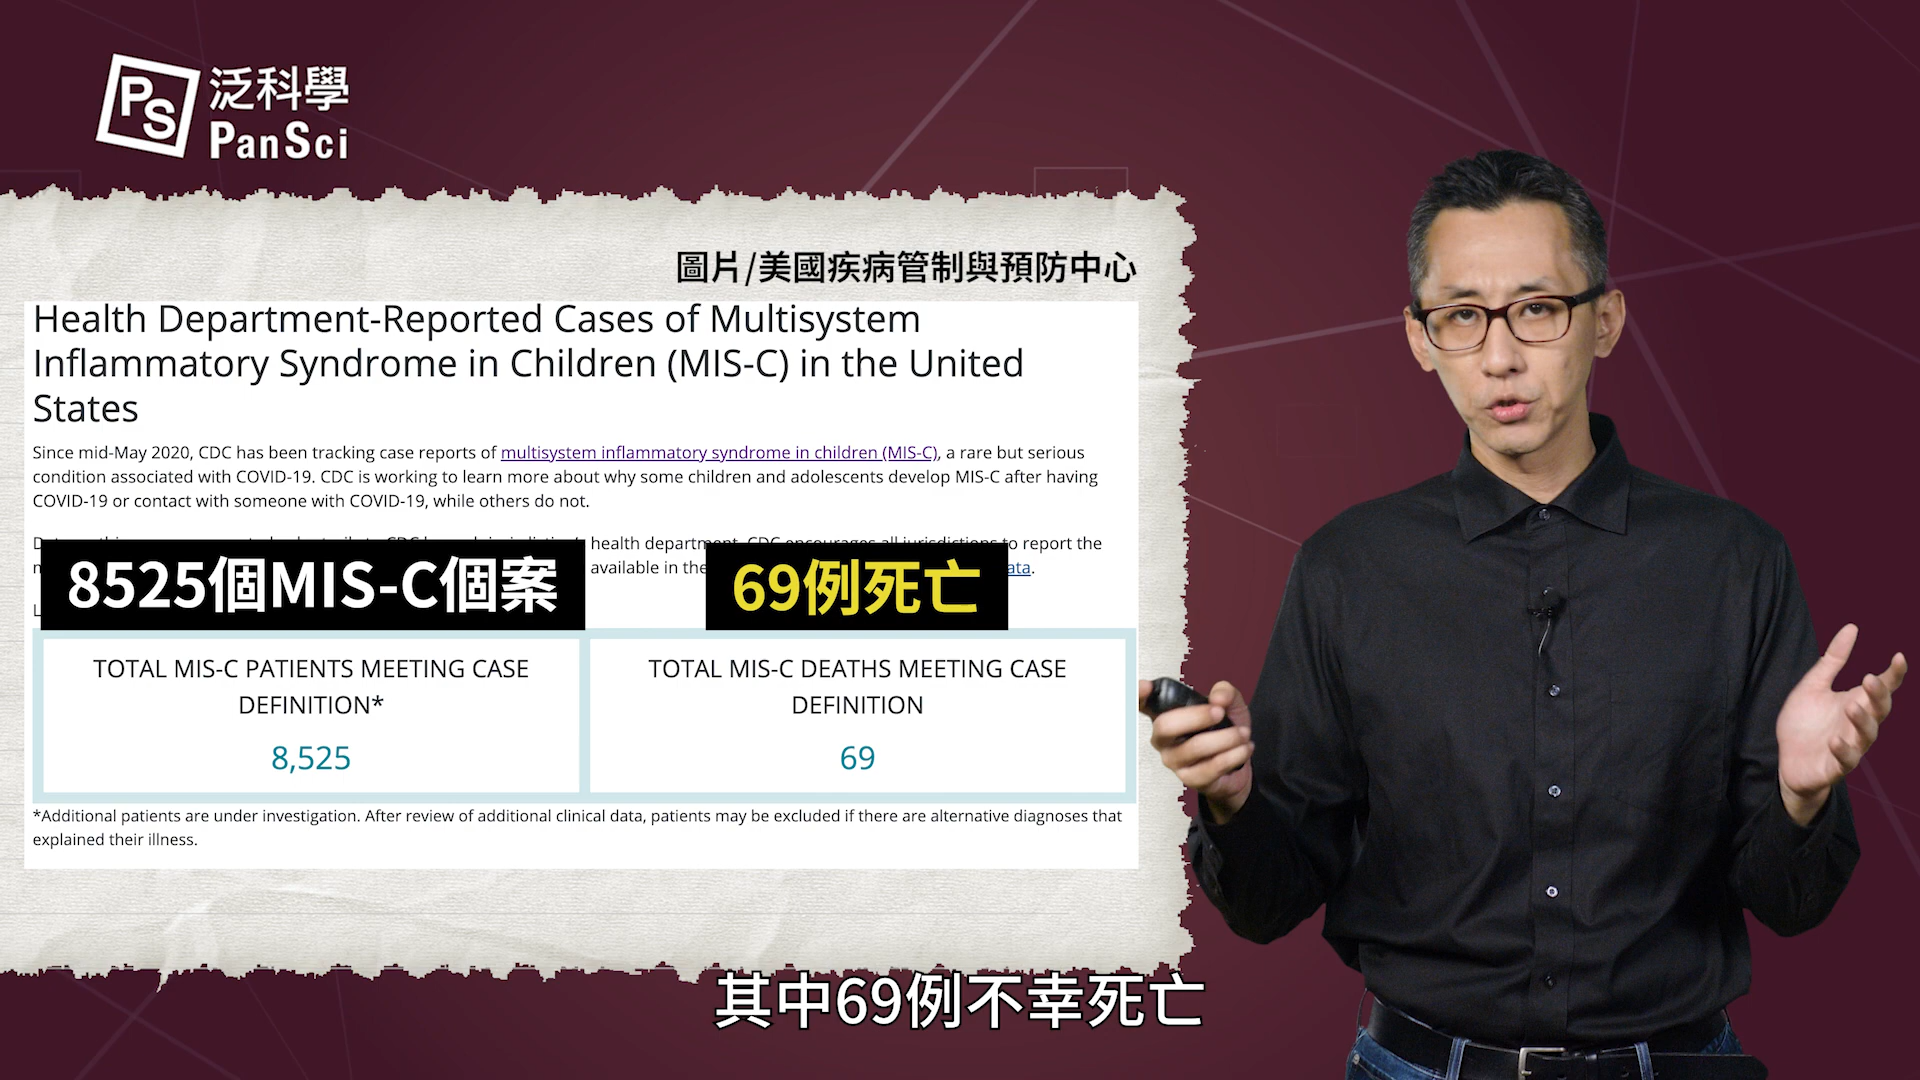 PS
泛科學
PanSci
圖片/美國疾病管制與預防中心
Health Department-Reported Cases of Multisystem
Inflammatory Syndrome in Children (MIS-C) in the United
States
Since mid-May 2020, CDC has been tracking case reports of multisystem inflammatory syndrome in children (MIS-C), a rare but serious
condition associated with COVID-19. CDC is working to learn more about why some children and adolescents develop MIS-C after having
COVID-19 or contact with someone with COVID-19, while others do not.
health department. CDC encourages all jurisdictions to report the
available in the
8525個MIS-C個案
69例死亡
TOTAL MIS-C PATIENTS MEETING CASE
DEFINITION*
8,525
TOTAL MIS-C DEATHS MEETING CASE
DEFINITION
69
*Additional patients are under investigation. After review of additional clinical data, patients may be excluded if there are alternative diagnoses that
explained their illness.
其中69例不幸死亡